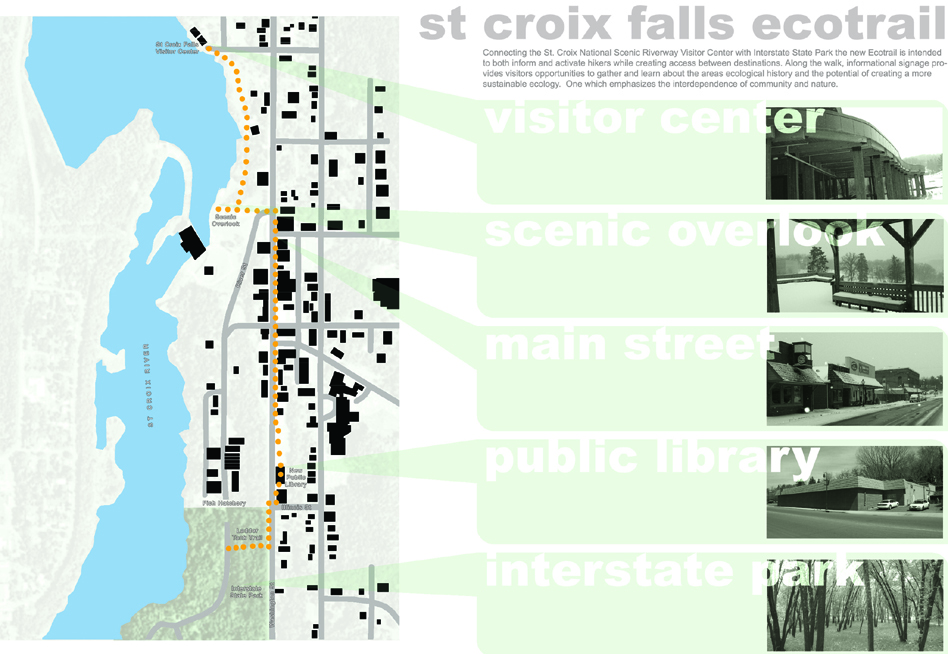 st croix falls ecotrail
Connecting the St. Croix National Scenic Riverway Visitor Center with Interstate State Park the new Ecotrail is intended
to both inform and activate hikers while creating access between destinations. Along the walk, informational signage pro-
vides visitors opportunities to gather and learn about the areas ecological history and the potential of creating a more
sustainable ecology.  One which emphasizes the interdependence of community and nature.
visitor center
scenic overlook
main street
public library
interstate park
St Croix Falls
Visitor Center
Scenic
Overlook
ST CROIX RIVER
New
Public
Library
Fish Hatchery
Illinois St
Trail
Interstate
State Park